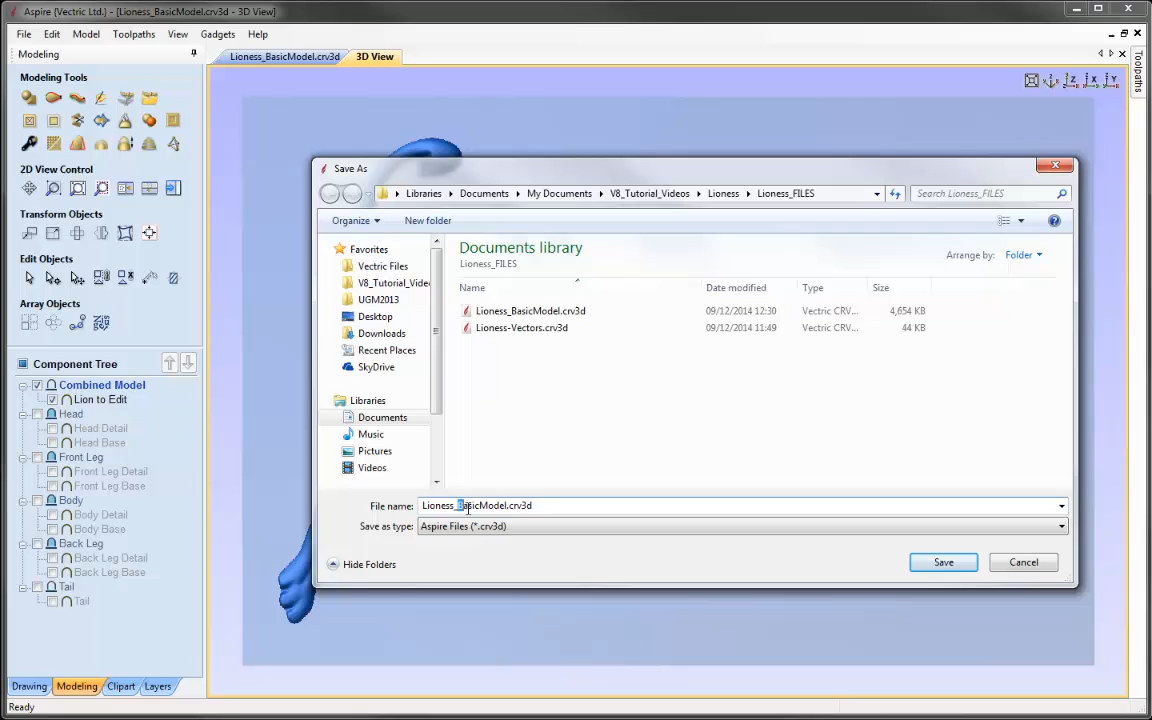 Aspire [Vectric Ltd.] - [Lioness_BasicModel.crv3d - 3D View]
File Edit Model Toolpaths View Gadgets Help
Modeling
Lioness_BasicModel.crv3d
3D View
Toolpaths
Modeling Tools
2D View Control
Transform Objects
Edit Objects
Array Objects
Component Tree
Combined Model
Lion to Edit
Head
Head Detail
Head Base
Front Leg
Front Leg Detail
Front Leg Base
Body
Body Detail
Body Base
Back Leg
Back Leg Detail
Back Leg Base
Tail
Tail
Drawing Modeling Clipart Layers
Ready
Save As
Libraries Documents My Documents V8_Tutorial_Videos Lioness Lioness_FILES
Search Lioness_FILES
Organize New folder
Favorites
Vectric Files
V8_Tutorial_Video
UGM2013
Desktop
Downloads
Recent Places
SkyDrive
Libraries
Documents
Music
Pictures
Videos
Documents library
Lioness_FILES
Arrange by: Folder
Name Date modified Type Size
Lioness_BasicModel.crv3d 09/12/2014 12:30 Vectric CRV... 4,654 KB
Lioness-Vectors.crv3d 09/12/2014 11:49 Vectric CRV... 44 KB
File name: Lioness_BasicModel.crv3d
Save as type: Aspire Files (*.crv3d)
Hide Folders
Save
Cancel